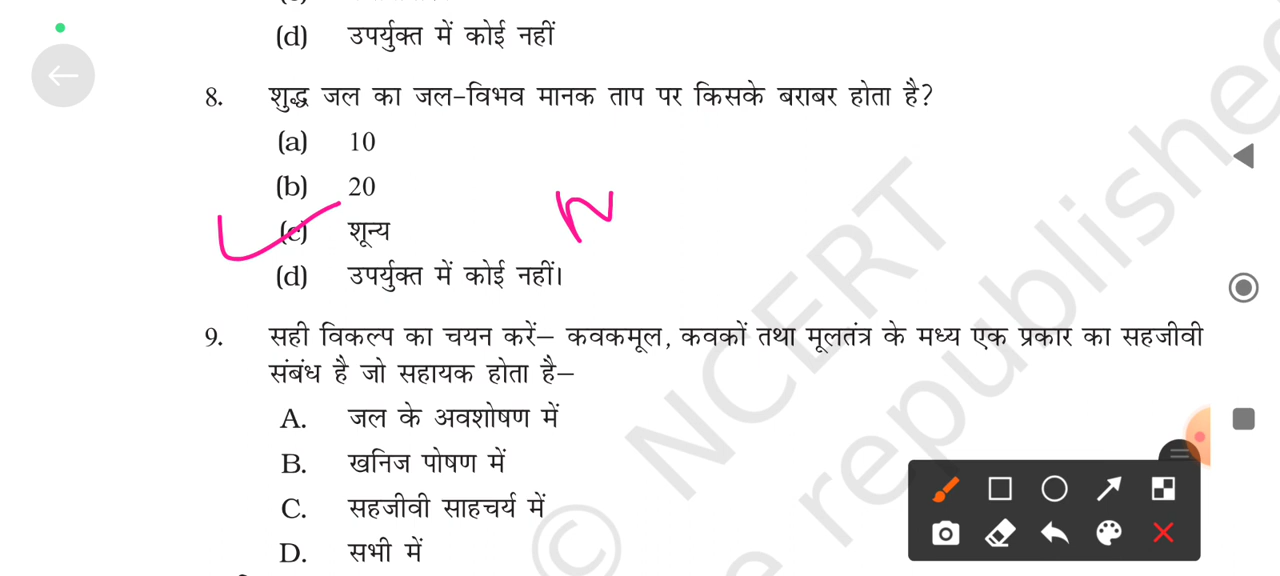 (d) उपर्युक्त में कोई नहीं
8. शुद्ध जल का जल-विभव मानक ताप पर किसके बराबर होता है?
(a) 10
(b) 20
(c) शून्य
(d) उपर्युक्त में कोई नहीं।
9. सही विकल्प का चयन करें– कवकमूल, कवकों तथा मूलतंत्र के मध्य एक प्रकार का सहजीवी
संबंध है जो सहायक होता है–
A. जल के अवशोषण में
B. खनिज पोषण में
C. सहजीवी साहचर्य में
D. सभी में
© NCERT
republished